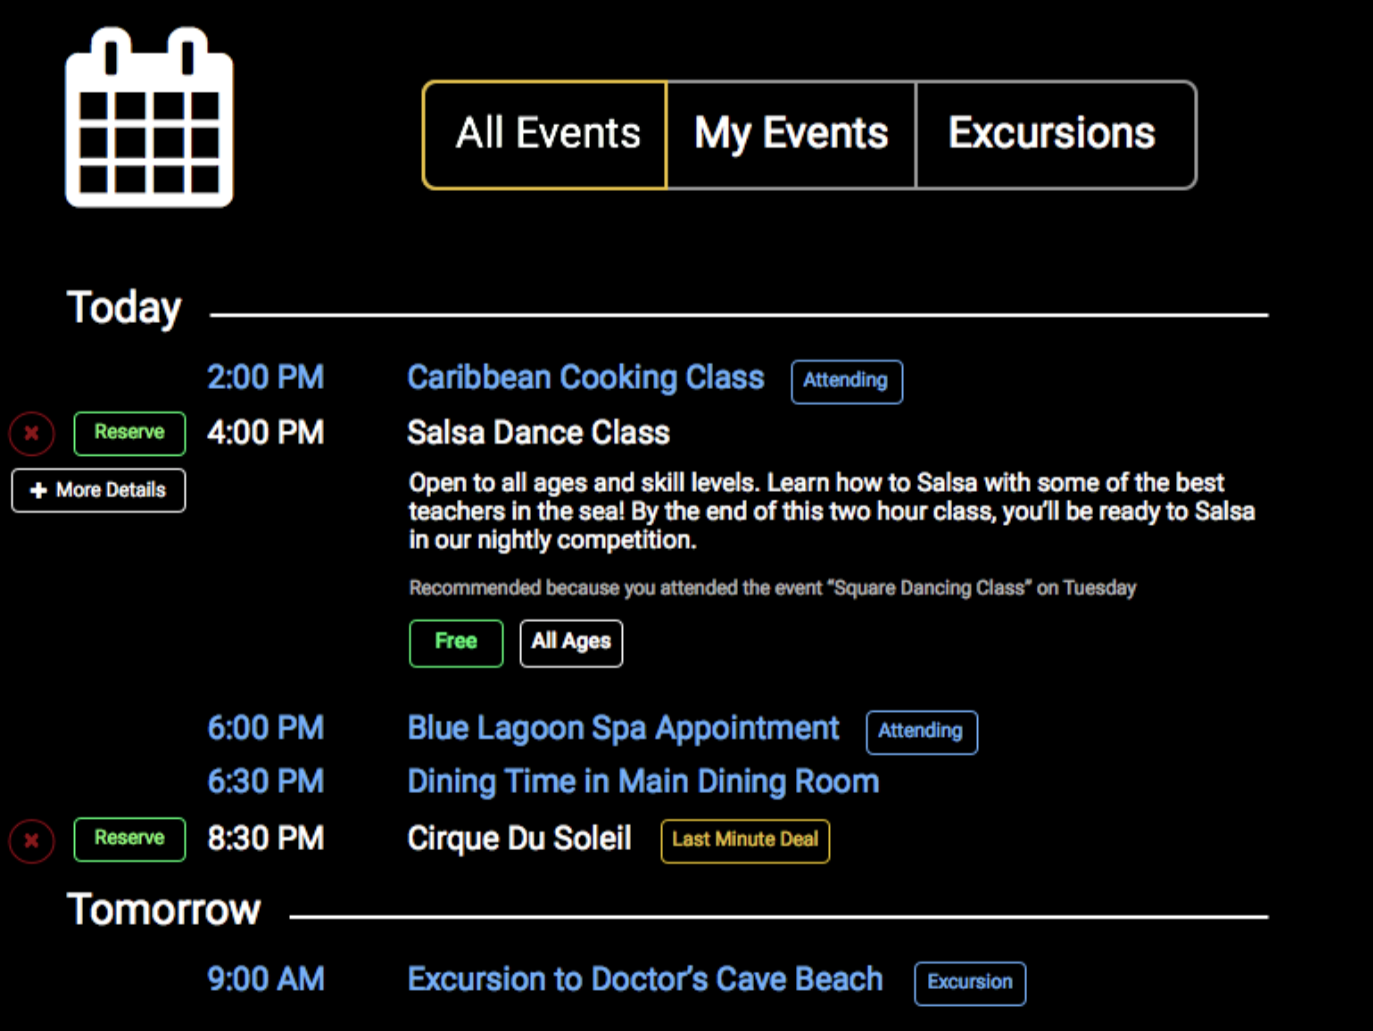 All Events My Events Excursions
Today
2:00 PM Caribbean Cooking Class Attending
Reserve 4:00 PM Salsa Dance Class
More Details
Open to all ages and skill levels. Learn how to Salsa with some of the best
teachers in the sea! By the end of this two hour class, you'll be ready to Salsa
in our nightly competition.
Recommended because you attended the event “Square Dancing Class” on Tuesday
Free All Ages
6:00 PM Blue Lagoon Spa Appointment Attending
6:30 PM Dining Time in Main Dining Room
Reserve 8:30 PM Cirque Du Soleil Last Minute Deal
Tomorrow
9:00 AM Excursion to Doctor's Cave Beach Excursion